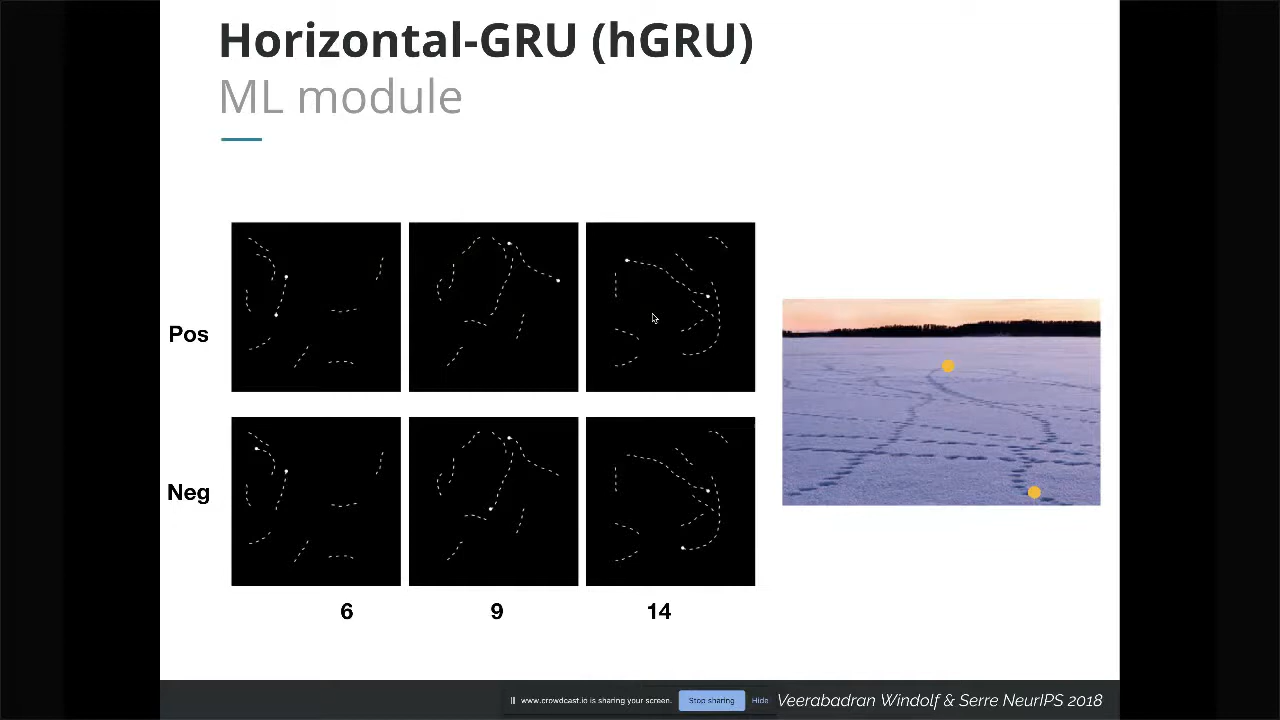 Horizontal-GRU (hGRU)
ML module
Pos
Neg
6 9 14
www.crowdcast.io is sharing your screen. Stop sharing Hide
Veerabadran Windolf & Serre NeurIPS 2018